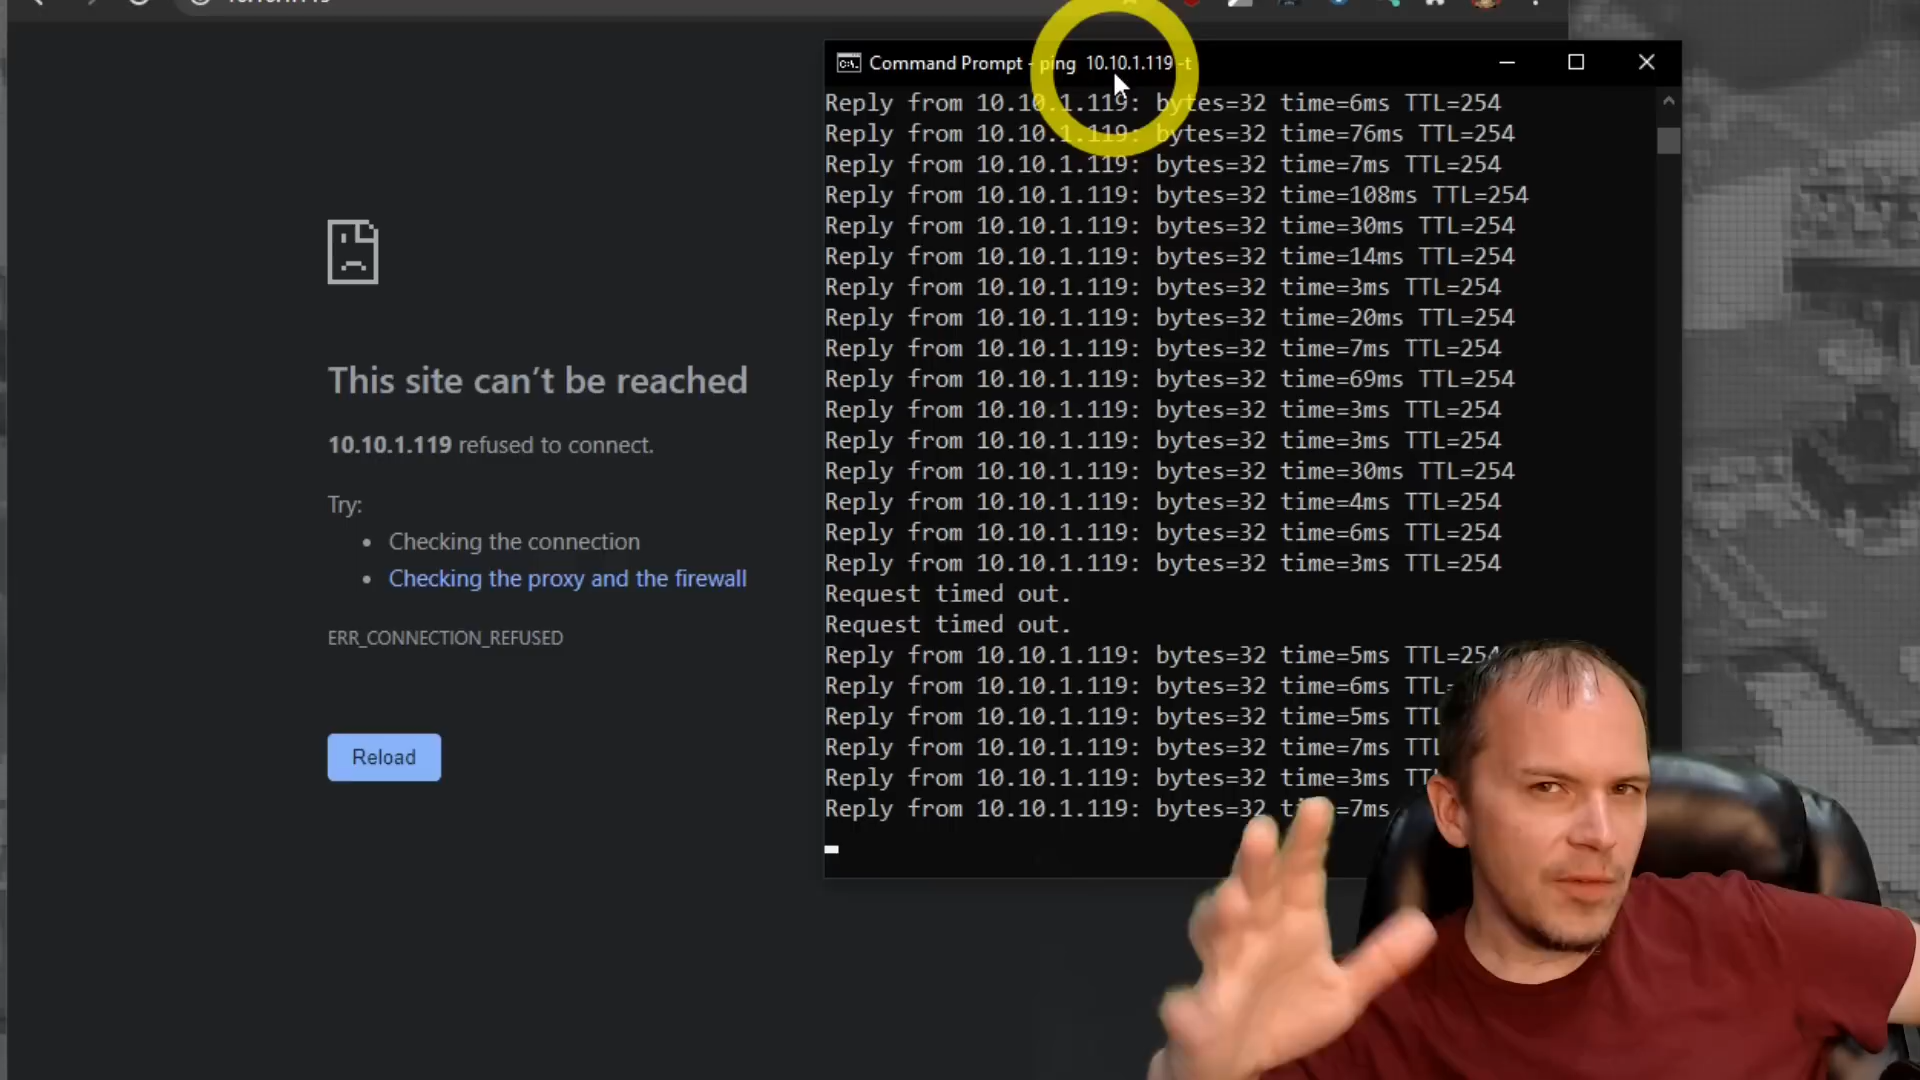 This site can't be reached
10.10.1.119 refused to connect.
Try:
Checking the connection
Checking the proxy and the firewall
ERR_CONNECTION_REFUSED
Reload
Command Prompt - ping 10.10.1.119 -t
Reply from 10.10.1.119: bytes=32 time=6ms TTL=254
Reply from 10.10.1.119: bytes=32 time=76ms TTL=254
Reply from 10.10.1.119: bytes=32 time=7ms TTL=254
Reply from 10.10.1.119: bytes=32 time=108ms TTL=254
Reply from 10.10.1.119: bytes=32 time=30ms TTL=254
Reply from 10.10.1.119: bytes=32 time=14ms TTL=254
Reply from 10.10.1.119: bytes=32 time=3ms TTL=254
Reply from 10.10.1.119: bytes=32 time=20ms TTL=254
Reply from 10.10.1.119: bytes=32 time=7ms TTL=254
Reply from 10.10.1.119: bytes=32 time=69ms TTL=254
Reply from 10.10.1.119: bytes=32 time=3ms TTL=254
Reply from 10.10.1.119: bytes=32 time=3ms TTL=254
Reply from 10.10.1.119: bytes=32 time=30ms TTL=254
Reply from 10.10.1.119: bytes=32 time=4ms TTL=254
Reply from 10.10.1.119: bytes=32 time=6ms TTL=254
Reply from 10.10.1.119: bytes=32 time=3ms TTL=254
Request timed out.
Request timed out.
Reply from 10.10.1.119: bytes=32 time=5ms TTL=254
Reply from 10.10.1.119: bytes=32 time=6ms
Reply from 10.10.1.119: bytes=32 time=5ms
Reply from 10.10.1.119: bytes=32 time=7ms
Reply from 10.10.1.119: bytes=32 time=3ms
Reply from 10.10.1.119: bytes=32 time=7ms